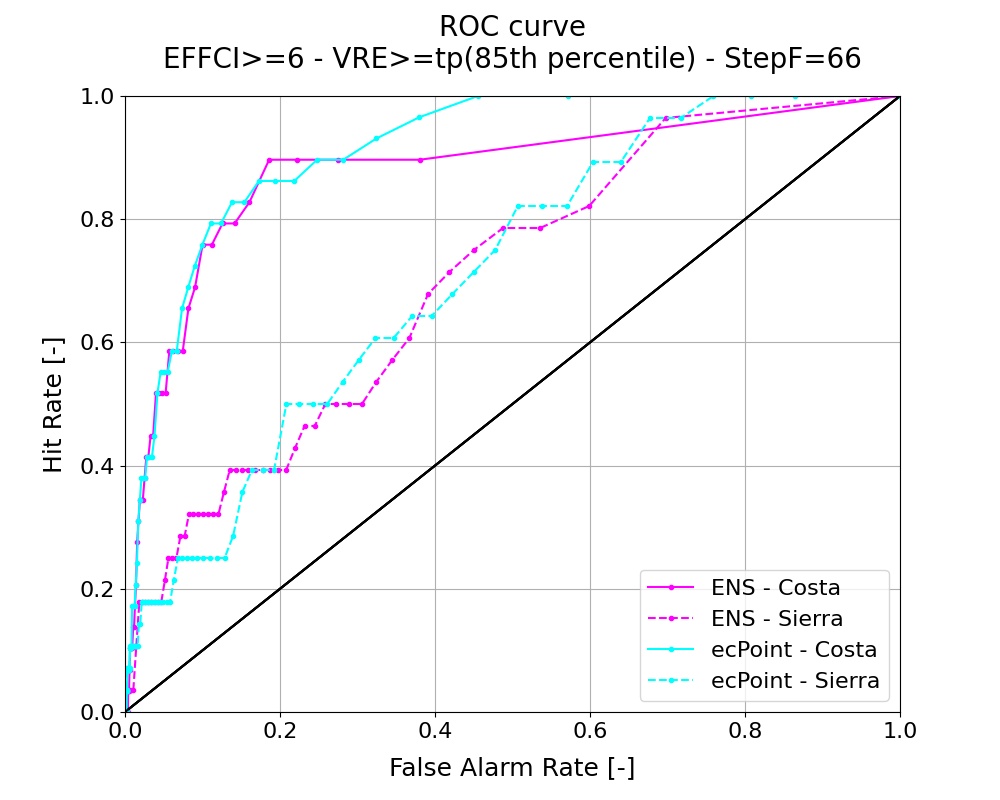 ROC curve
EFFCI>=6 - VRE>=tp(85th percentile) - StepF=66
1.0
0.8
0.6
0.4
0.2
0.0
Hit Rate [-]
0.0 0.2 0.4 0.6 0.8 1.0
False Alarm Rate [-]
ENS - Costa
ENS - Sierra
ecPoint - Costa
ecPoint - Sierra